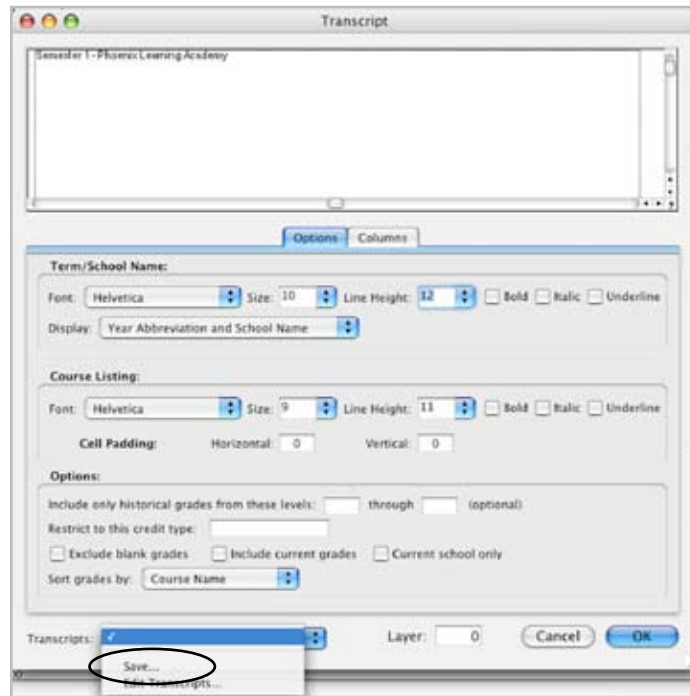 Transcript
Semester 1 - Phoenix Learning Academy
Options Columns
Term/School Name:
Font: Helvetica Size: 10 Line Height: 12 Bold Italic Underline
Display: Year Abbreviation and School Name
Course Listing:
Font: Helvetica Size: 9 Line Height: 11 Bold Italic Underline
Cell Padding: Horizontal: 0 Vertical: 0
Options:
Include only historical grades from these levels: through (optional)
Restrict to this credit type:
Exclude blank grades Include current grades Current school only
Sort grades by: Course Name
Transcripts: ✓ Layer: 0 Cancel OK
Save...
Edit Transcripts...